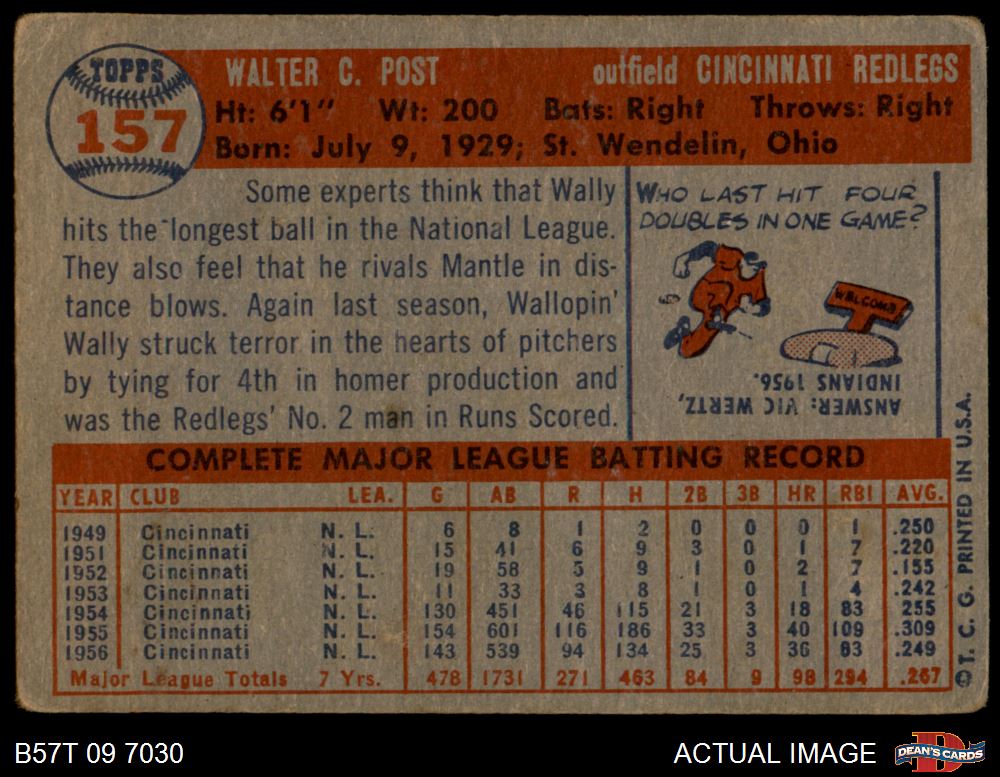 TOPPS
157
WALTER C. POST outfield CINCINNATI REDLEGS
Ht: 6'1" Wt: 200 Bats: Right Throws: Right
Born: July 9, 1929; St. Wendelin, Ohio
Some experts think that Wally
hits the longest ball in the National League.
They also feel that he rivals Mantle in dis-
tance blows. Again last season, Wallopin'
Wally struck terror in the hearts of pitchers
by tying for 4th in homer production and
was the Redlegs' No. 2 man in Runs Scored.
WHO LAST HIT FOUR
DOUBLES IN ONE GAME?
WELCOME
ANSWER: VIC WERTZ,
INDIANS 1956.
COMPLETE MAJOR LEAGUE BATTING RECORD
YEAR CLUB LEA. G AB R H 2B 3B HR RBI AVG.
1949 Cincinnati N. L. 6 8 1 2 0 0 0 1 .250
1951 Cincinnati N. L. 15 41 6 9 3 0 1 7 .220
1952 Cincinnati N. L. 19 58 5 9 1 0 2 7 .155
1953 Cincinnati N. L. 11 33 3 8 1 0 1 4 .242
1954 Cincinnati N. L. 130 451 46 115 21 3 18 83 .255
1955 Cincinnati N. L. 154 601 116 186 33 3 40 109 .309
1956 Cincinnati N. L. 143 539 94 134 25 3 36 83 .249
Major League Totals 7 Yrs. 478 1731 271 463 84 9 98 294 .267
© T. C. G. PRINTED IN U.S.A.
B57T 09 7030
ACTUAL IMAGE
D
DEAN'S CARDS